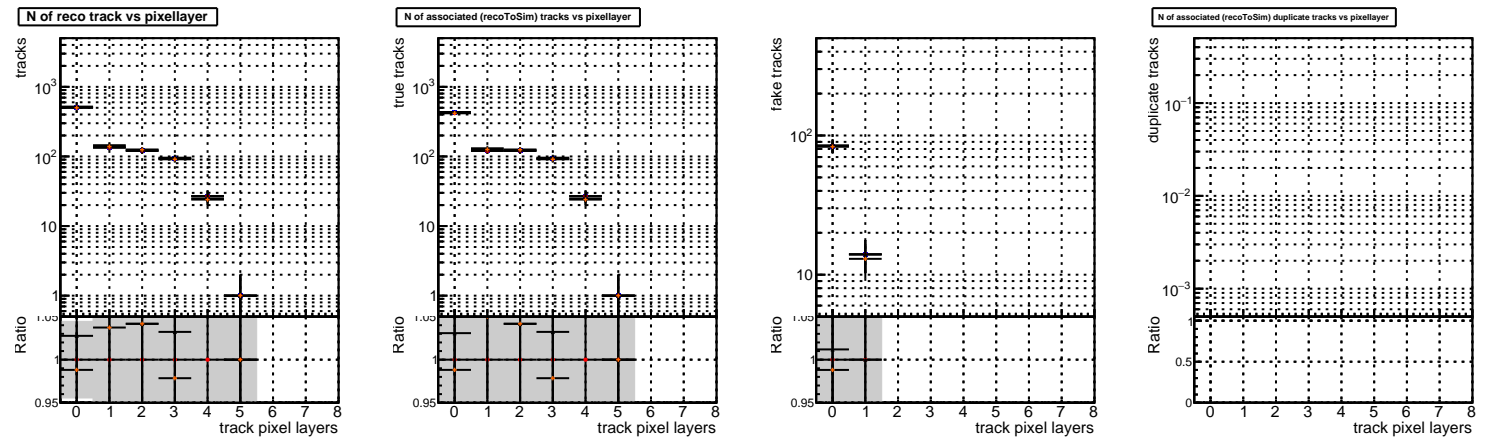 N of reco track vs pixellayer
tracks
10³
10²
10
1
Ratio
1.05
1
0.95
0 1 2 3 4 5 6 7 8
track pixel layers
N of associated (recoToSim) tracks vs pixellayer
true tracks
10³
10²
10
1
Ratio
1.05
1
0.95
0 1 2 3 4 5 6 7 8
track pixel layers
fake tracks
10²
10
Ratio
1.05
1
0.95
0 1 2 3 4 5 6 7 8
track pixel layers
N of associated (recoToSim) duplicate tracks vs pixellayer
duplicate tracks
10⁻¹
10⁻²
10⁻³
Ratio
1
0.5
0
0 1 2 3 4 5 6 7 8
track pixel layers